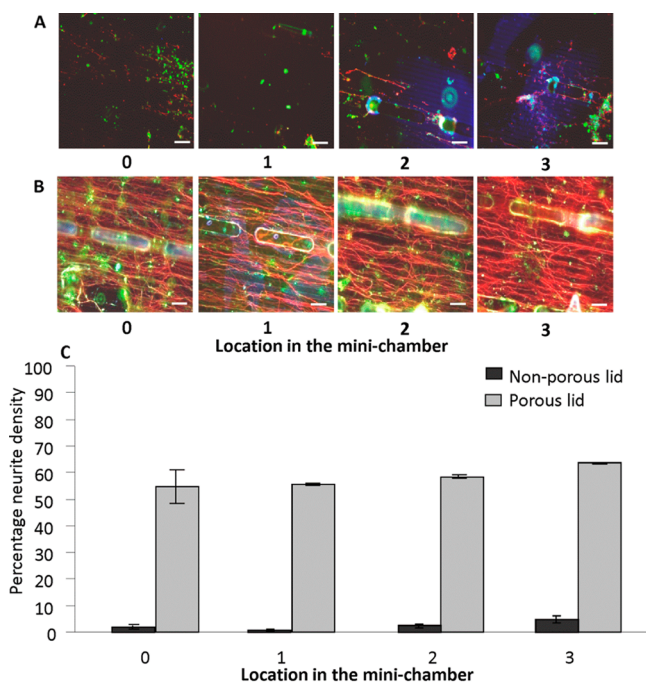 A
0 1 2 3
B
0 1 2 3
Location in the mini-chamber
C
Percentage neurite density
100
90
80
70
60
50
40
30
20
10
0
Non-porous lid
Porous lid
0 1 2 3
Location in the mini-chamber